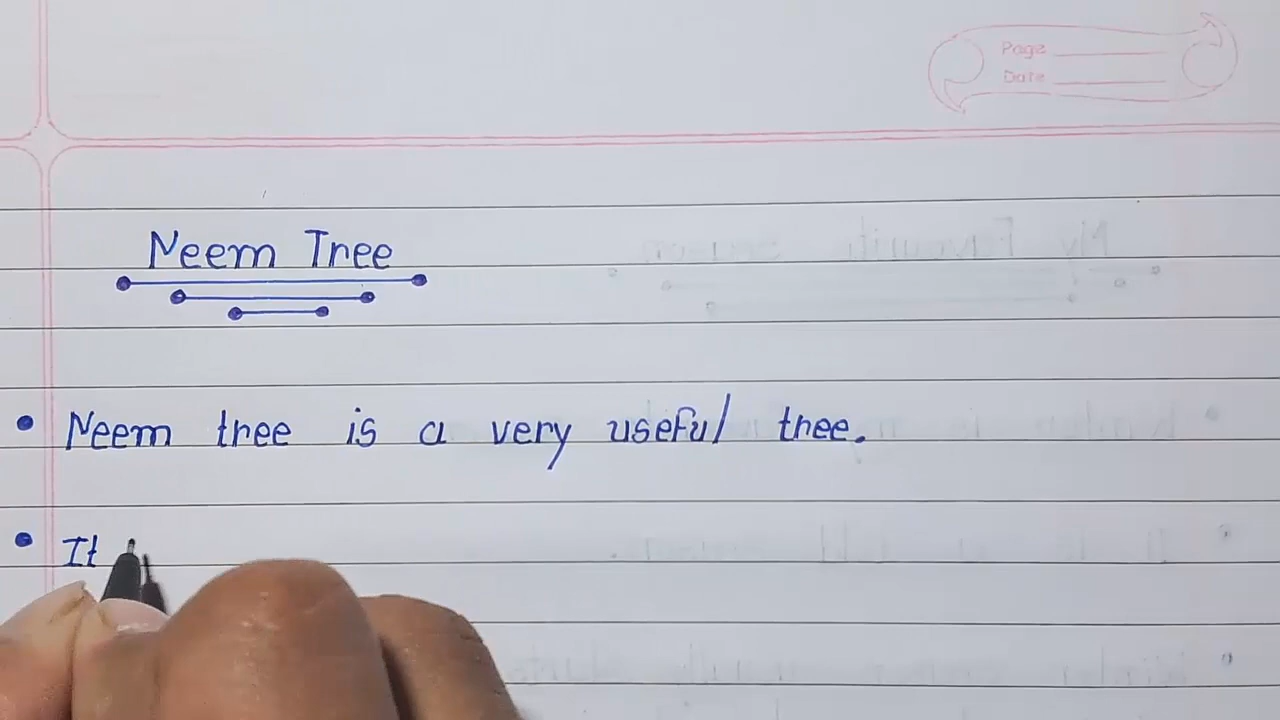 Page
Date
Neem Tree
• Neem tree is a very useful tree.
• It